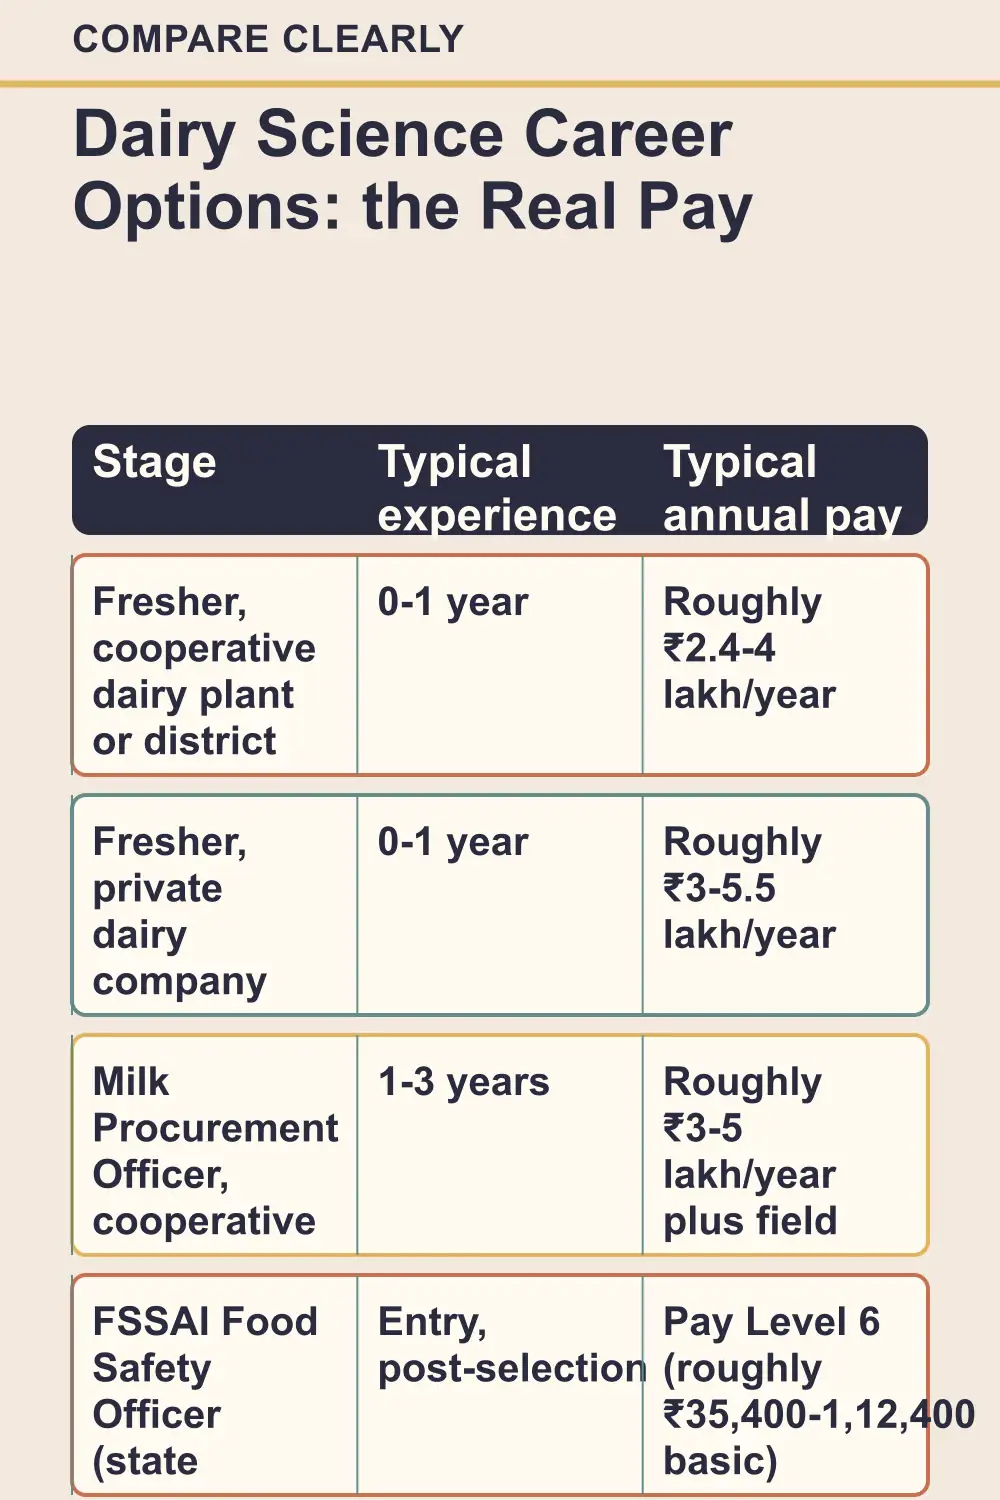 COMPARE CLEARLY
Dairy Science Career
Options: the Real Pay
Stage
Typical
experience
Typical
annual pay
Fresher,
cooperative
dairy plant
or district
0-1 year
Roughly
₹2.4-4
lakh/year
Fresher,
private
dairy
company
0-1 year
Roughly
₹3-5.5
lakh/year
Milk
Procurement
Officer,
cooperative
1-3 years
Roughly
₹3-5
lakh/year
plus field
FSSAI Food
Safety
Officer
(state
Entry,
post-selection
Pay Level 6
(roughly
₹35,400-1,12,400
basic)